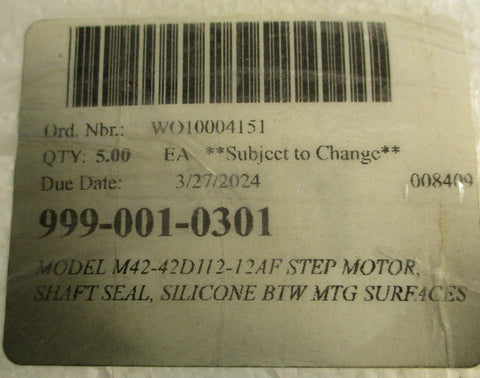 Ord. Nbr.: WO10004151
QTY: 5.00 EA **Subject to Change**
Due Date: 3/27/2024 008409
999-001-0301
MODEL M42-42D112-12AF STEP MOTOR,
SHAFT SEAL, SILICONE BTW MTG SURFACES